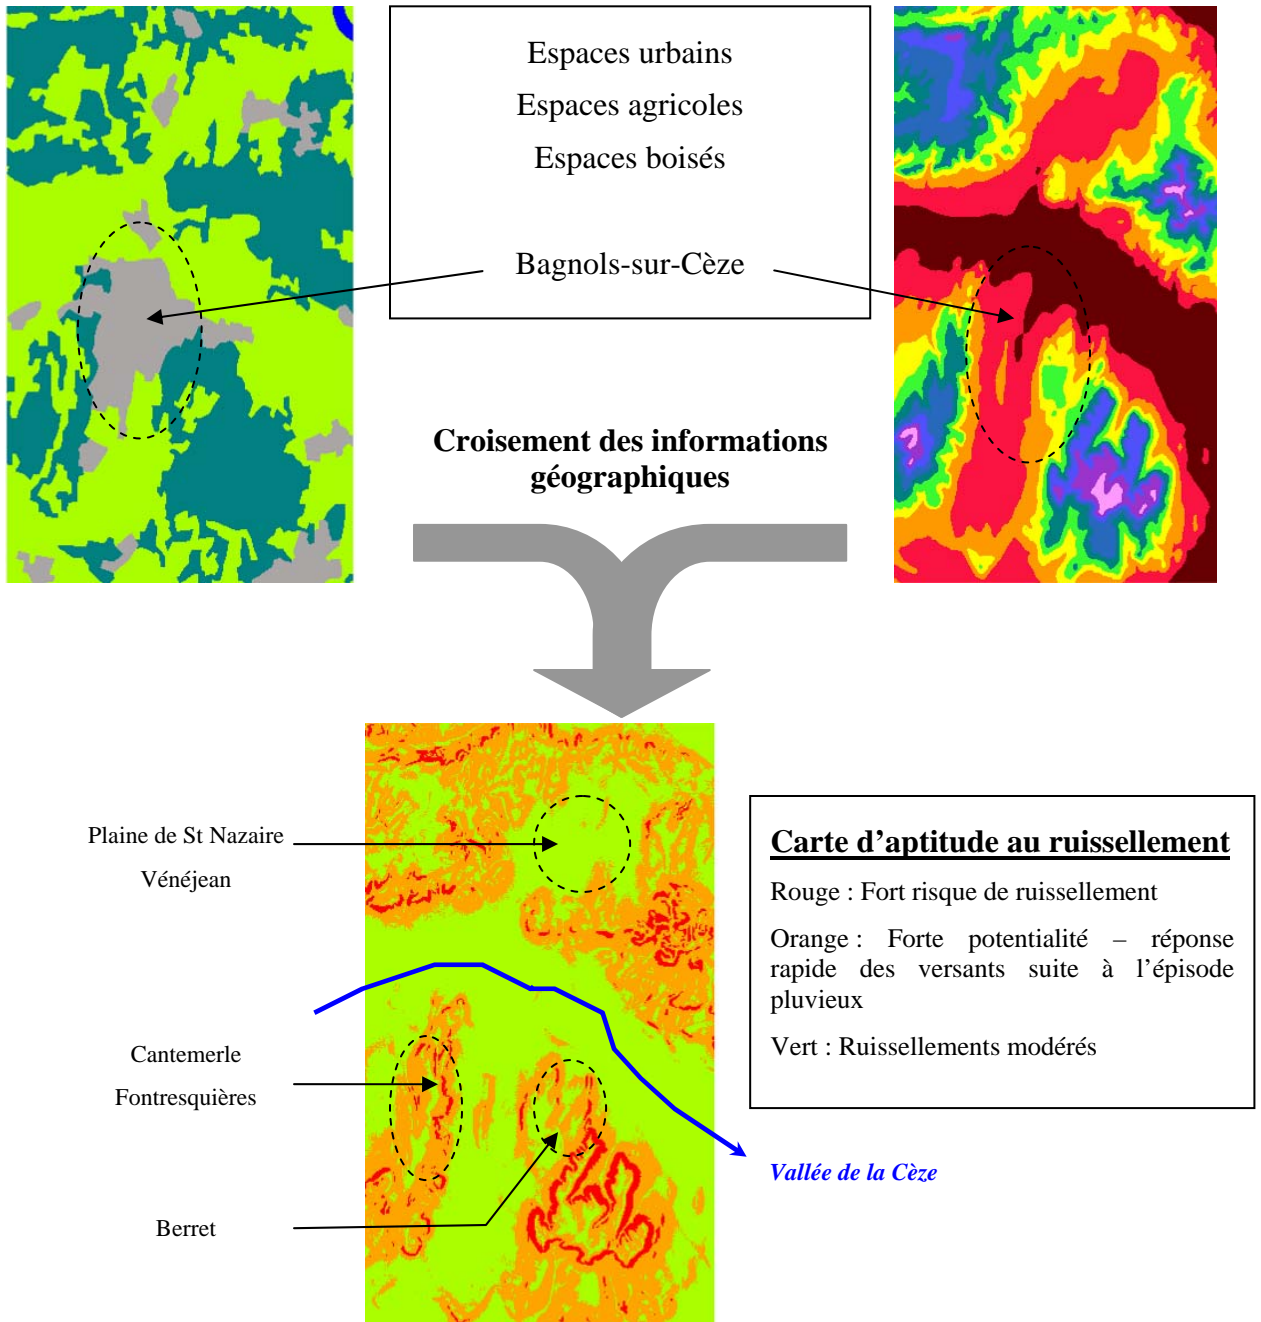 Espaces urbains
Espaces agricoles
Espaces boisés
Bagnols-sur-Cèze
Croisement des informations
géographiques
Plaine de St Nazaire
Vénéjean
Cantemerle
Fontresquières
Berret
Carte d'aptitude au ruissellement
Rouge : Fort risque de ruissellement
Orange : Forte potentialité – réponse
rapide des versants suite à l'épisode
pluvieux
Vert : Ruissellements modérés
Vallée de la Cèze